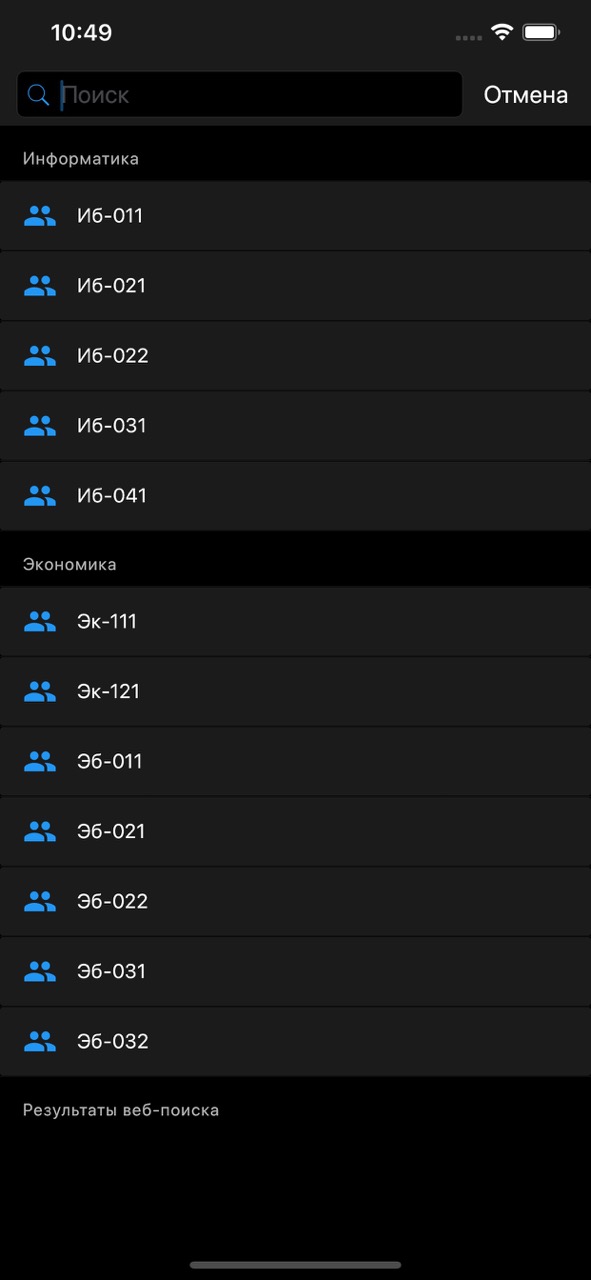 10:49
Поиск
Отмена
Информатика
Иб-011
Иб-021
Иб-022
Иб-031
Иб-041
Экономика
Эк-111
Эк-121
Эб-011
Эб-021
Эб-022
Эб-031
Эб-032
Результаты веб-поиска